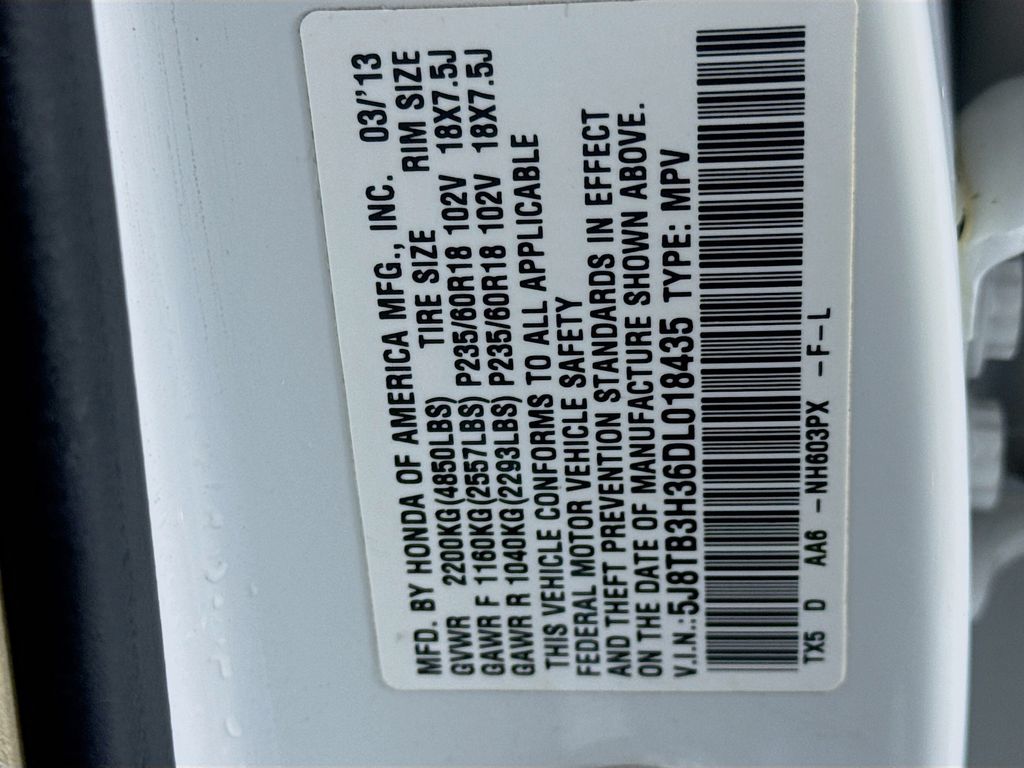 MFD. BY HONDA OF AMERICA MFG., INC. 03/'13
GVWR 2200KG(4850LBS) TIRE SIZE RIM SIZE
GAWR F 1160KG(2557LBS) P235/60R18 102V 18X7.5J
GAWR R 1040KG(2293LBS) P235/60R18 102V 18X7.5J
THIS VEHICLE CONFORMS TO ALL APPLICABLE
FEDERAL MOTOR VEHICLE SAFETY
AND THEFT PREVENTION STANDARDS IN EFFECT
ON THE DATE OF MANUFACTURE SHOWN ABOVE.
V.I.N.:5J8TB3H36DL018435 TYPE: MPV
TX5 D AA6 -NH603PX -F-L